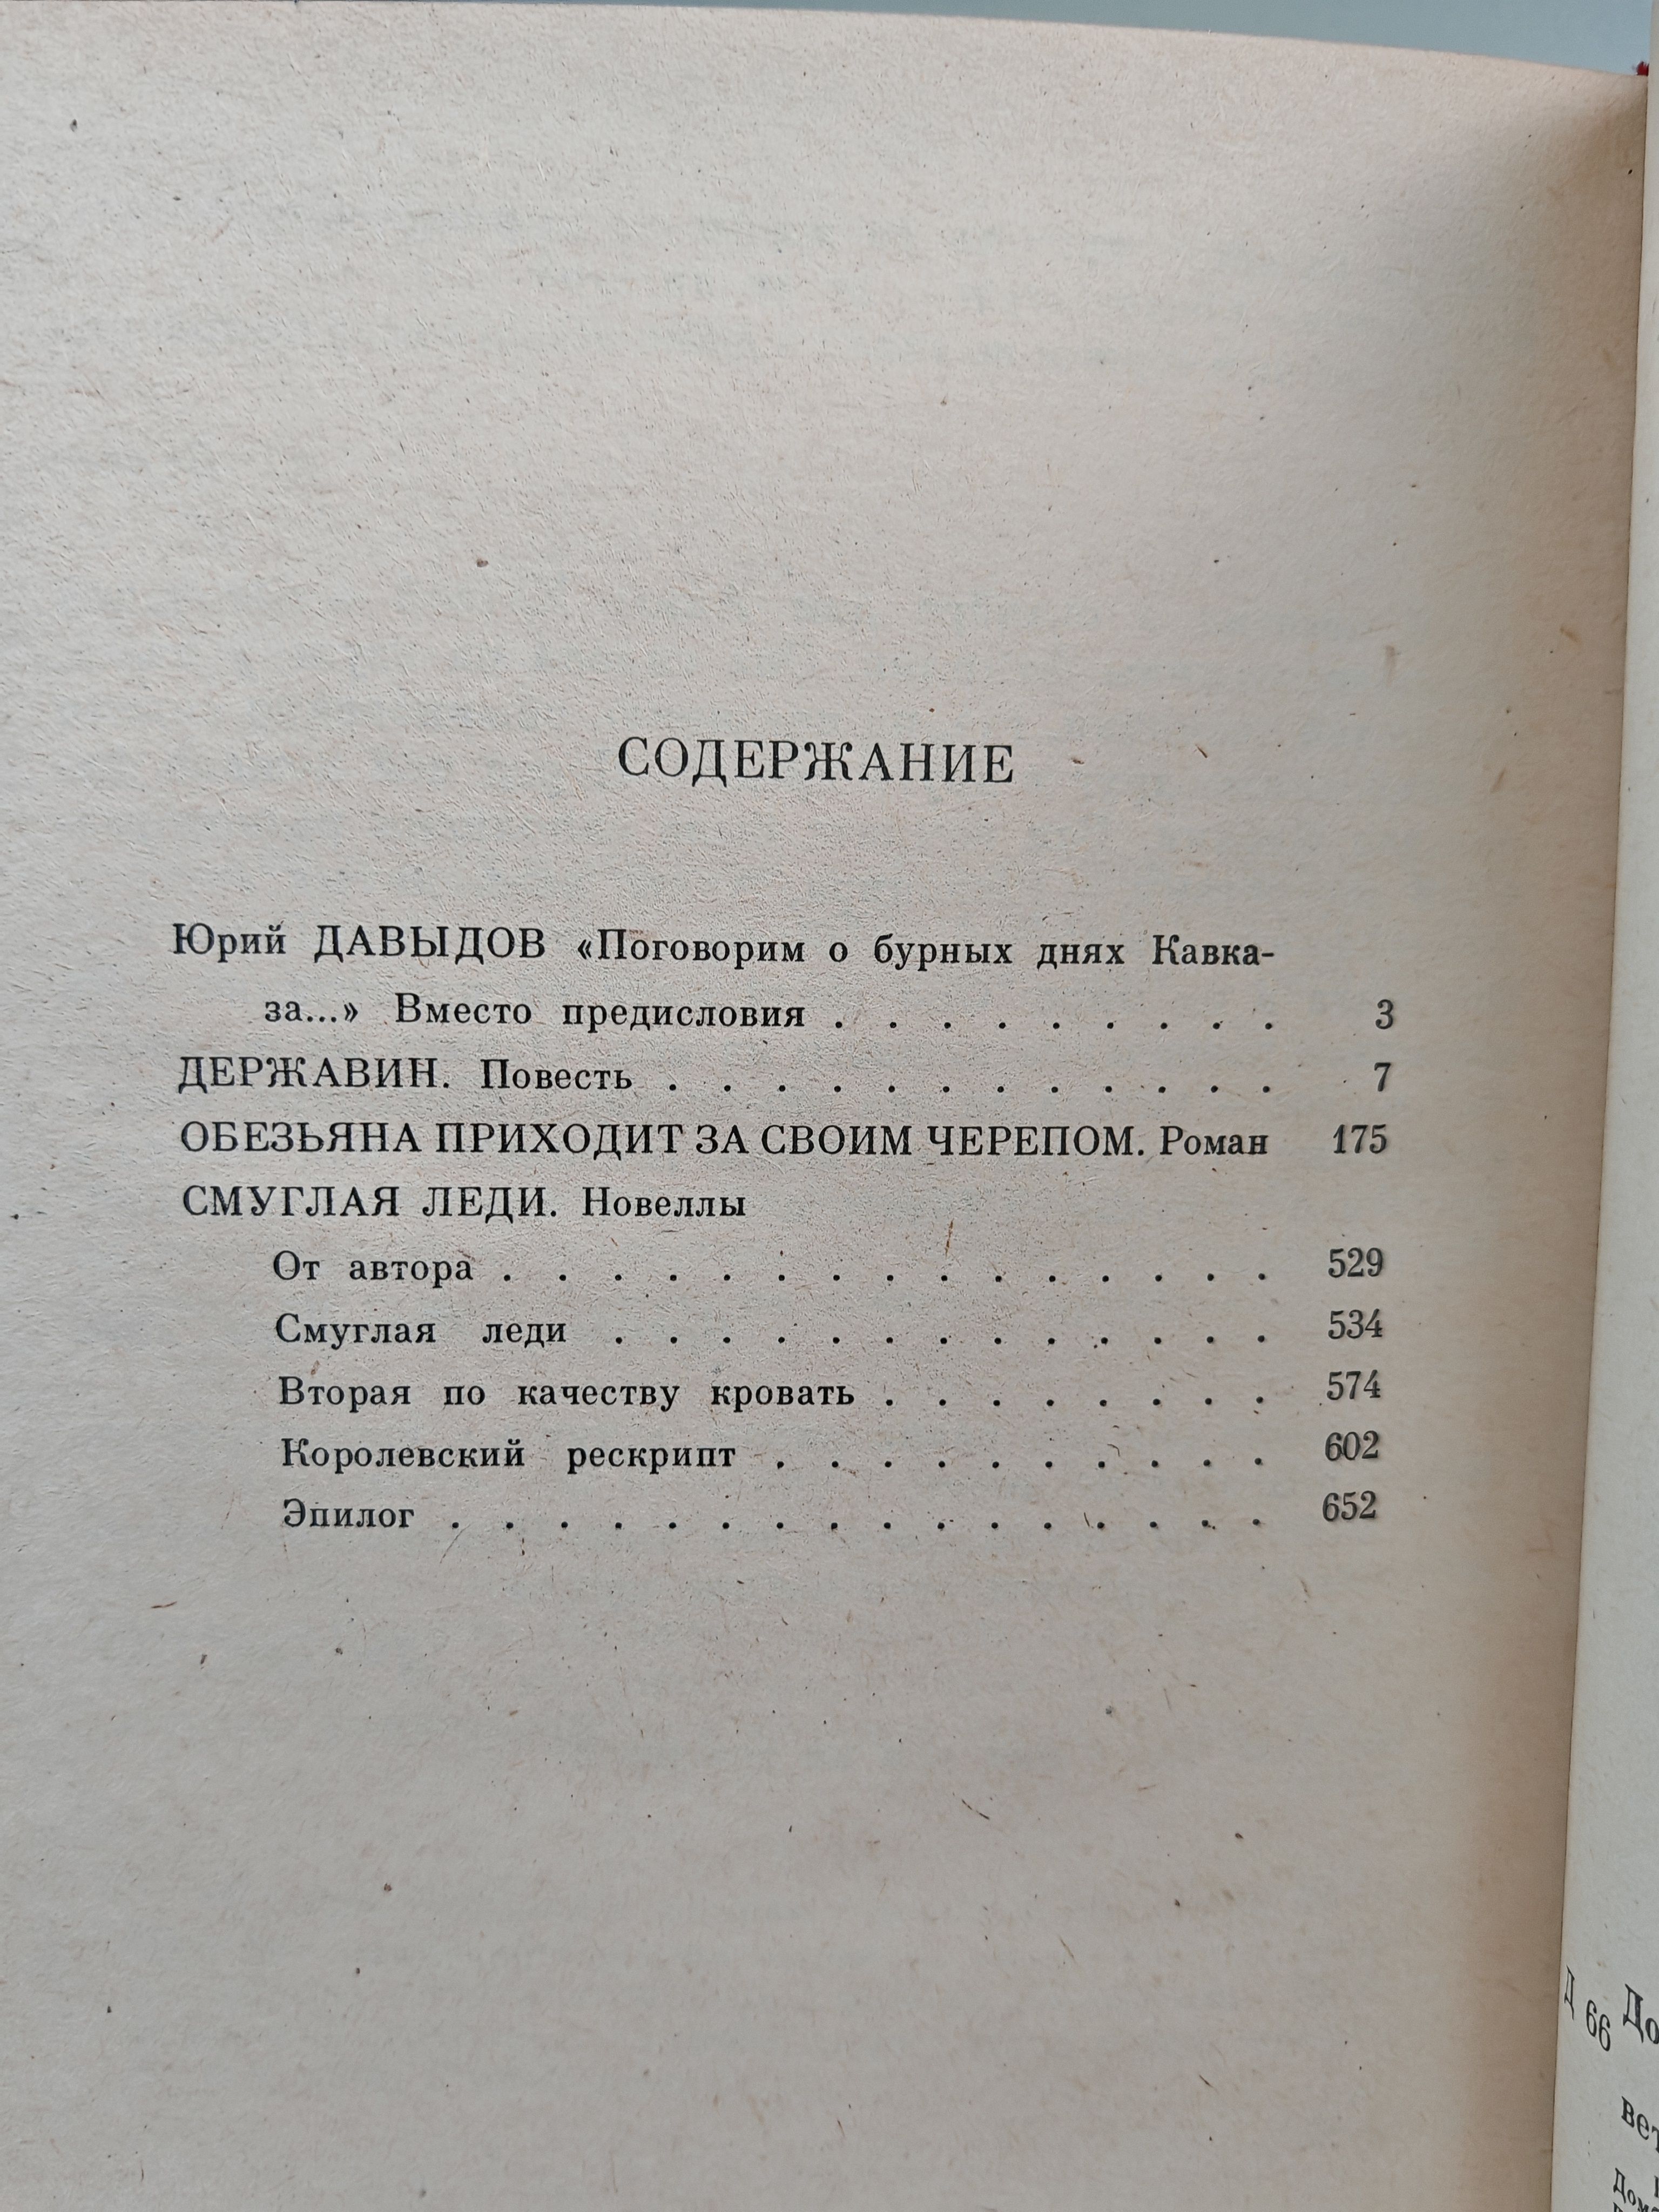 СОДЕРЖАНИЕ
Юрий ДАВЫДОВ «Поговорим о бурных днях Кавка-
за...» Вместо предисловия . . . . . . . . . 3
ДЕРЖАВИН. Повесть . . . . . . . . . . . . 7
ОБЕЗЬЯНА ПРИХОДИТ ЗА СВОИМ ЧЕРЕПОМ. Роман 175
СМУГЛАЯ ЛЕДИ. Новеллы
От автора . . . . . . . . . . . . . . . 529
Смуглая леди . . . . . . . . . . . . . 534
Вторая по качеству кровать . . . . . . . . 574
Королевский рескрипт . . . . . . . . . . 602
Эпилог . . . . . . . . . . . . . . . . 652
Д 66